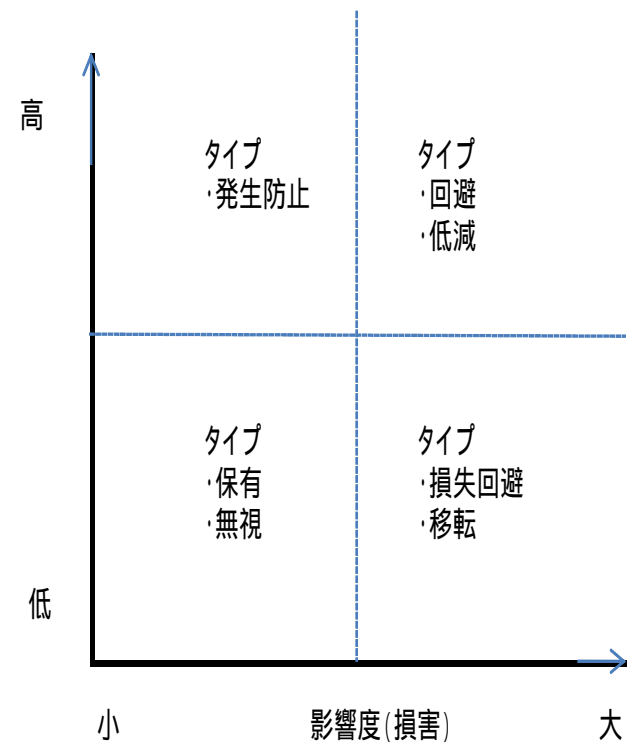 高
タイプ
・発生防止
タイプ
・回避
・低減
タイプ
・保有
・無視
タイプ
・損失回避
・移転
低
小
影響度(損害)
大